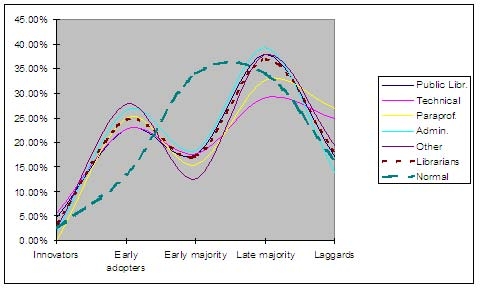 45.00%
40.00%
35.00%
30.00%
25.00%
20.00%
15.00%
10.00%
5.00%
0.00%
Innovators Early adopters Early majority Late majority Laggards
Public Libr.
Technical
Paraprof.
Admin.
Other
Librarians
Normal